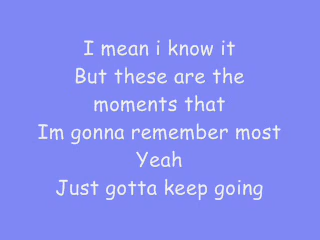 I mean i know it
But these are the
moments that
Im gonna remember most
Yeah
Just gotta keep going